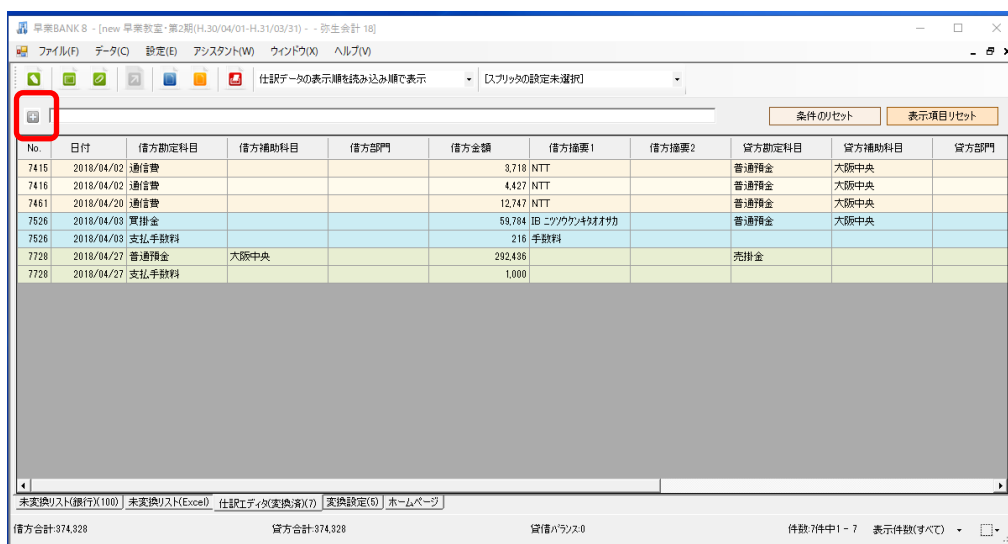 早業BANK 8 - [new 早業教室・第2期(H.30/04/01-H.31/03/31) - - 弥生会計 18]
ファイル(F) データ(C) 設定(E) アシスタント(W) ウィンドウ(X) ヘルプ(V)
仕訳データの表示順を読み込み順で表示 [スプリッタの設定未選択]
条件のリセット 表示項目リセット
No. 日付 借方勘定科目 借方補助科目 借方部門 借方金額 借方摘要1 借方摘要2 貸方勘定科目 貸方補助科目 貸方部門
7415 2018/04/02 通信費 3,718 NTT 普通預金 大阪中央
7416 2018/04/02 通信費 4,427 NTT 普通預金 大阪中央
7461 2018/04/20 通信費 12,747 NTT 普通預金 大阪中央
7526 2018/04/03 買掛金 59,784 IB ニツソウケンキタオオサカ 普通預金 大阪中央
7526 2018/04/03 支払手数料 216 手数料
7728 2018/04/27 普通預金 大阪中央 292,436 売掛金
7728 2018/04/27 支払手数料 1,000
未変換リスト(銀行)(100) 未変換リスト(Excel) 仕訳エディタ(変換済)(7) 変換設定(5) ホームページ
借方合計:374,328 貸方合計:374,328 貸借バランス:0 件数:7件中1 - 7 表示件数(すべて)